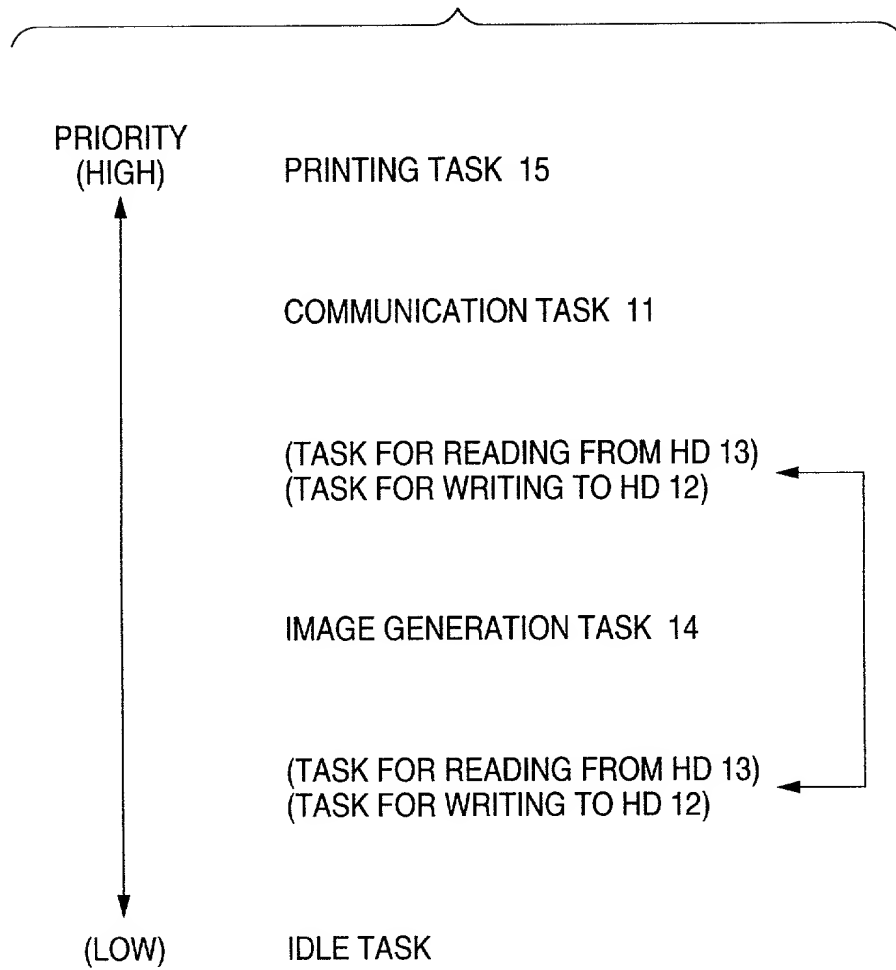 PRIORITY
(HIGH)
PRINTING TASK 15
COMMUNICATION TASK 11
(TASK FOR READING FROM HD 13)
(TASK FOR WRITING TO HD 12)
IMAGE GENERATION TASK 14
(TASK FOR READING FROM HD 13)
(TASK FOR WRITING TO HD 12)
(LOW) IDLE TASK